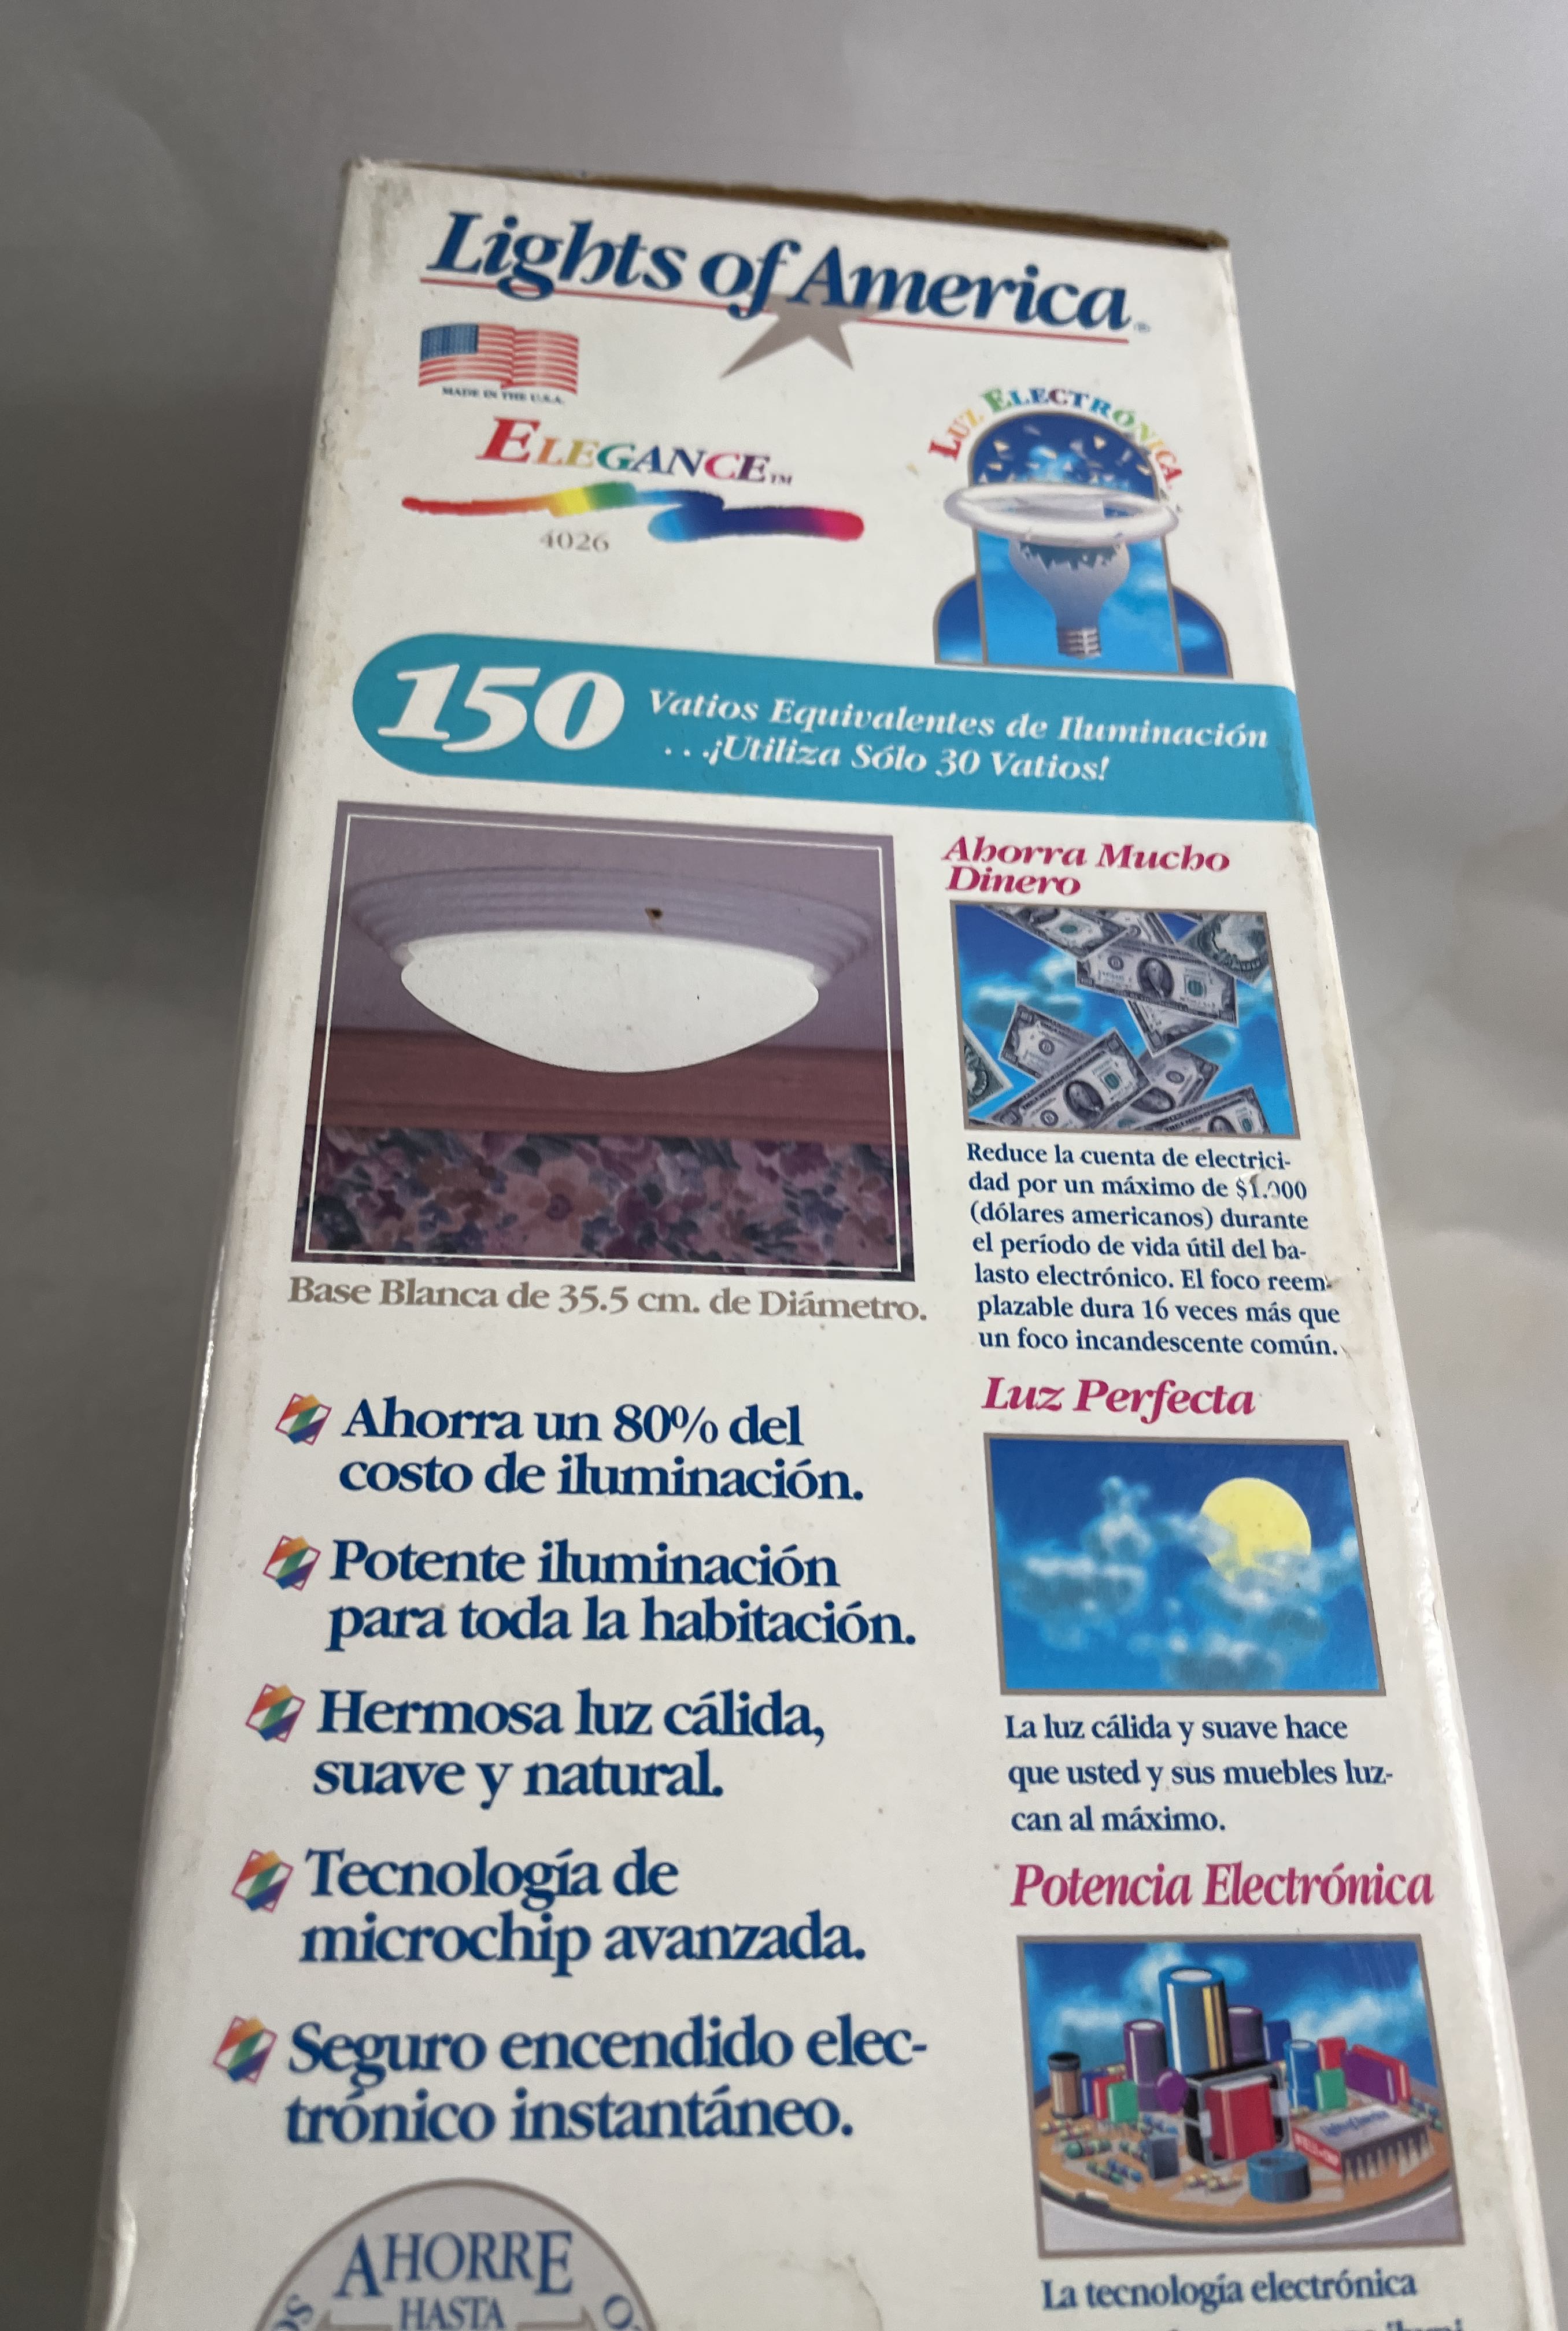 Lights of America®
MADE IN THE U.S.A.
ELEGANCE™
4026
LUZ ELECTRÓNICA
150
Vatios Equivalentes de Iluminación
...¡Utiliza Sólo 30 Vatios!
Base Blanca de 35.5 cm. de Diámetro.
Ahorra un 80% del
costo de iluminación.
Potente iluminación
para toda la habitación.
Hermosa luz cálida,
suave y natural.
Tecnología de
microchip avanzada.
Seguro encendido elec-
trónico instantáneo.
AHORRE
HASTA
Ahorra Mucho
Dinero
Reduce la cuenta de electrici-
dad por un máximo de $1.000
(dólares americanos) durante
el período de vida útil del ba-
lasto electrónico. El foco reem-
plazable dura 16 veces más que
un foco incandescente común.
Luz Perfecta
La luz cálida y suave hace
que usted y sus muebles luz-
can al máximo.
Potencia Electrónica
La tecnología electrónica